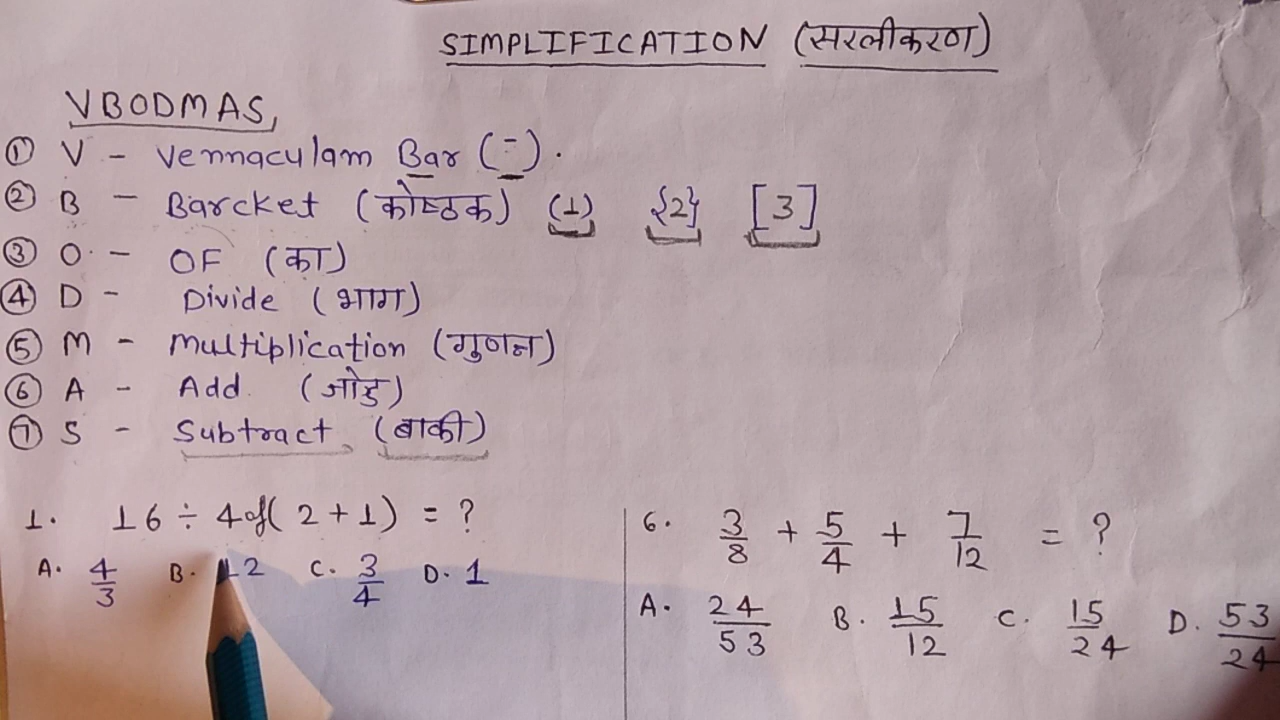 SIMPLIFICATION (सरलीकरण)
VBODMAS,
① V - Vennaculam Bar (-).
② B - Barcket (कोष्ठक) (1) {2} [3]
③ O - OF (का)
④ D - Divide (भाग)
⑤ M - Multiplication (गुणन)
⑥ A - Add (जोड़)
⑦ S - Subtract (बाकी)
1. 16 ÷ 4 of ( 2 + 1 ) = ?
A. 4/3 B. 12 C. 3/4 D. 1
6. 3/8 + 5/4 + 7/12 = ?
A. 24/53 B. 15/12 C. 15/24 D. 53/24